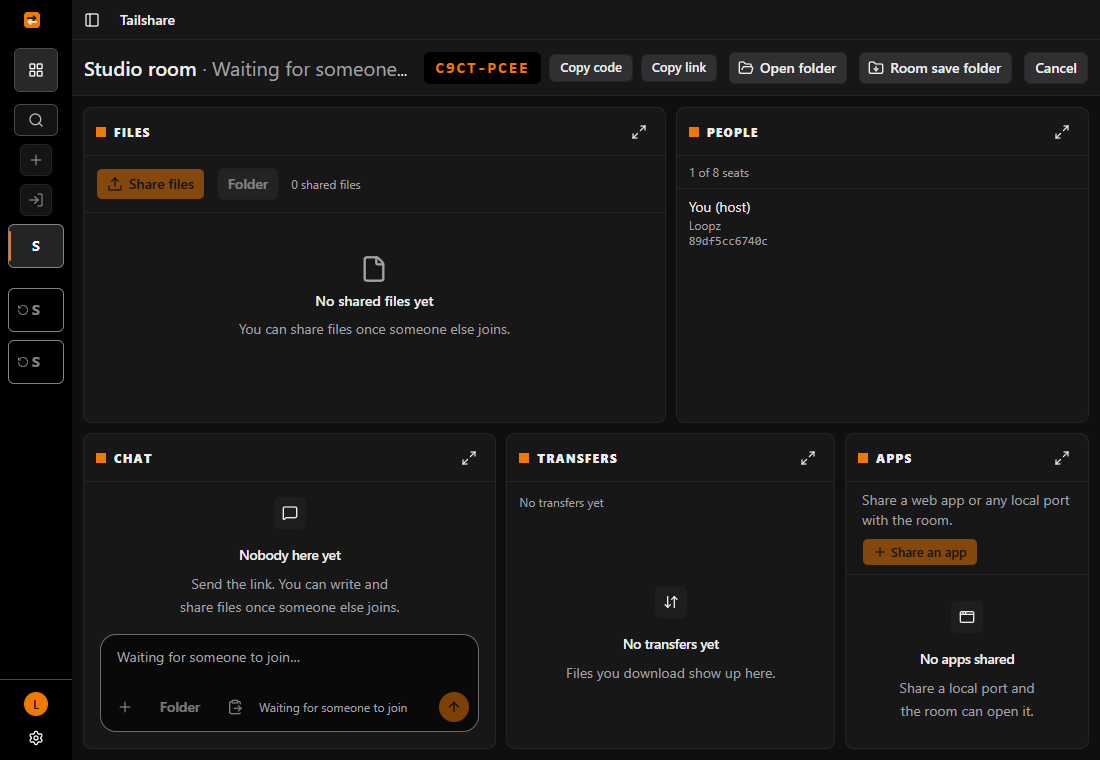 Tailshare
Studio room · Waiting for someone...
C9CT-PCEE
Copy code
Copy link
Open folder
Room save folder
Cancel
S
S
S
L
FILES
Share files
Folder
0 shared files
No shared files yet
You can share files once someone else joins.
PEOPLE
1 of 8 seats
You (host)
Loopz
89df5cc6740c
CHAT
Nobody here yet
Send the link. You can write and
share files once someone else joins.
Waiting for someone to join...
Folder
Waiting for someone to join
TRANSFERS
No transfers yet
No transfers yet
Files you download show up here.
APPS
Share a web app or any local port
with the room.
Share an app
No apps shared
Share a local port and
the room can open it.